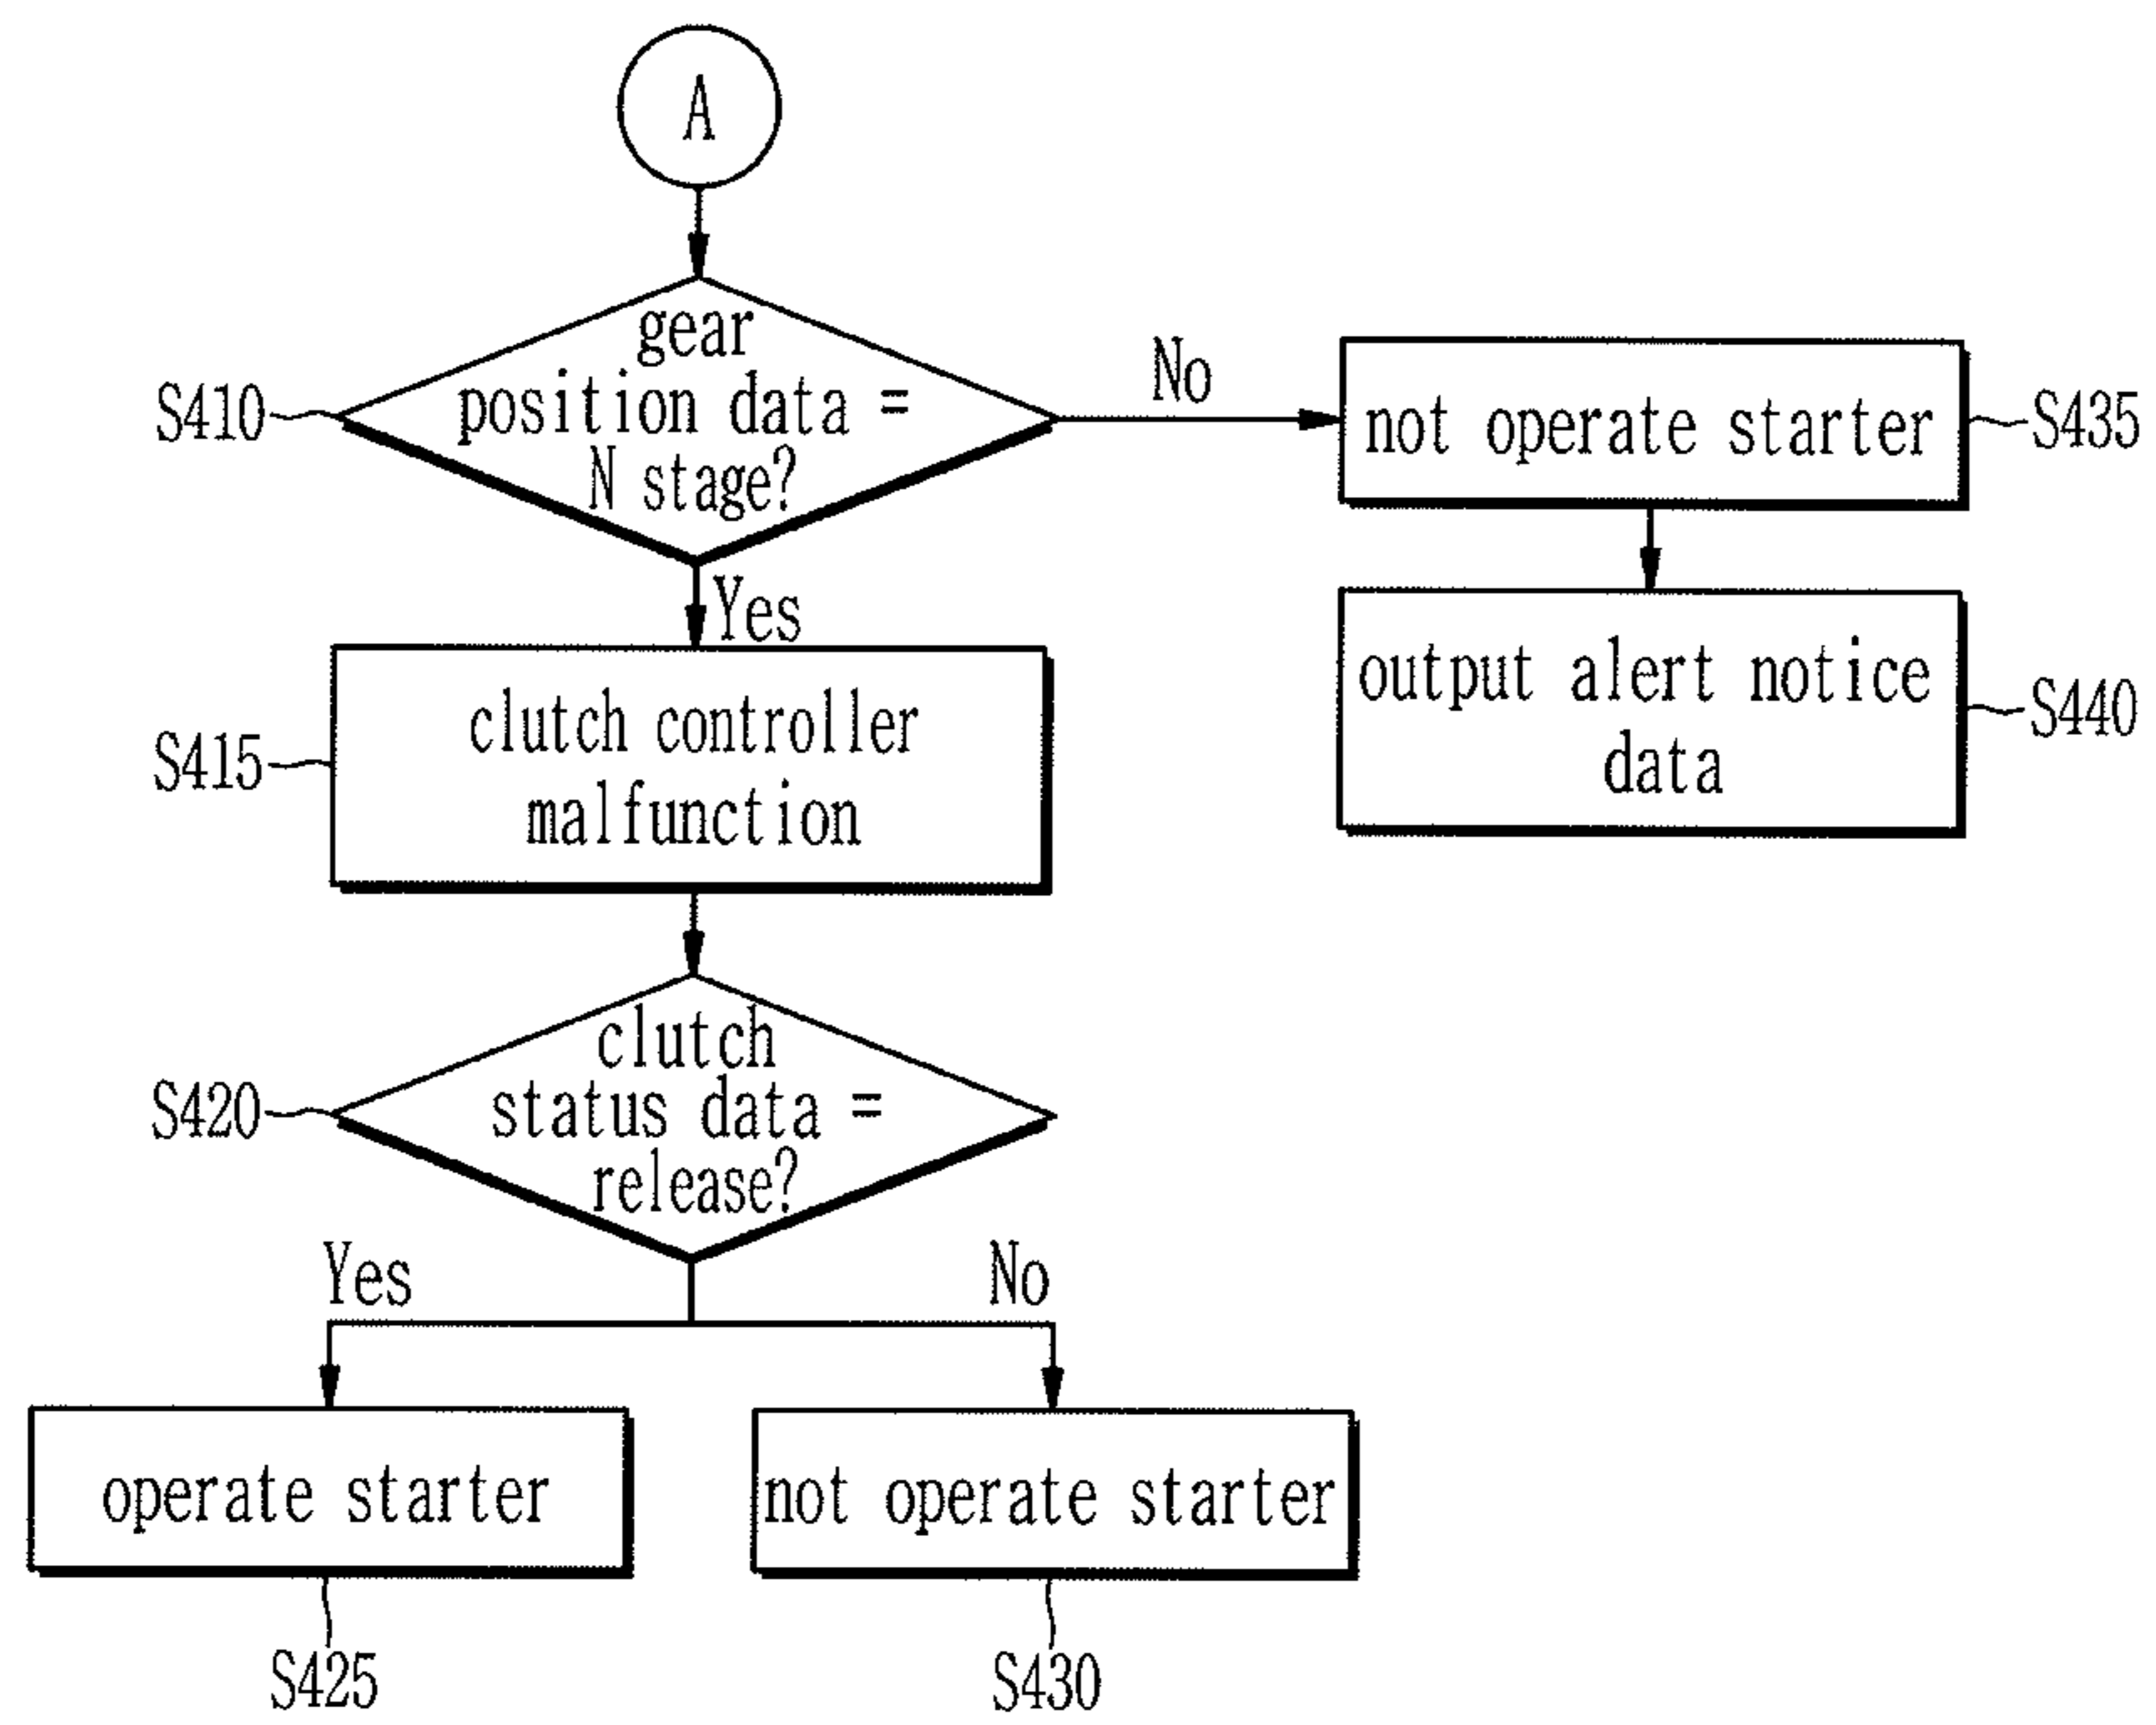 A
gear
position data =
N stage?
S410
No
not operate starter
S435
Yes
output alert notice
data
S440
clutch controller
malfunction
S415
clutch
status data =
release?
S420
Yes
No
operate starter
not operate starter
S425
S430